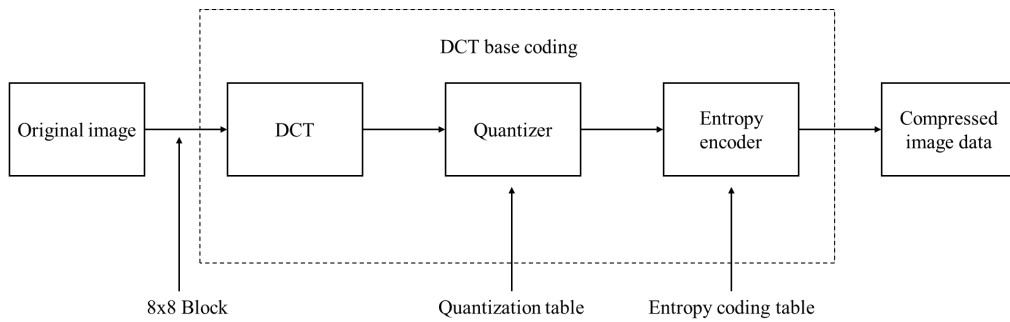 DCT base coding
Original image
DCT
Quantizer
Entropy
encoder
Compressed
image data
8x8 Block
Quantization table
Entropy coding table